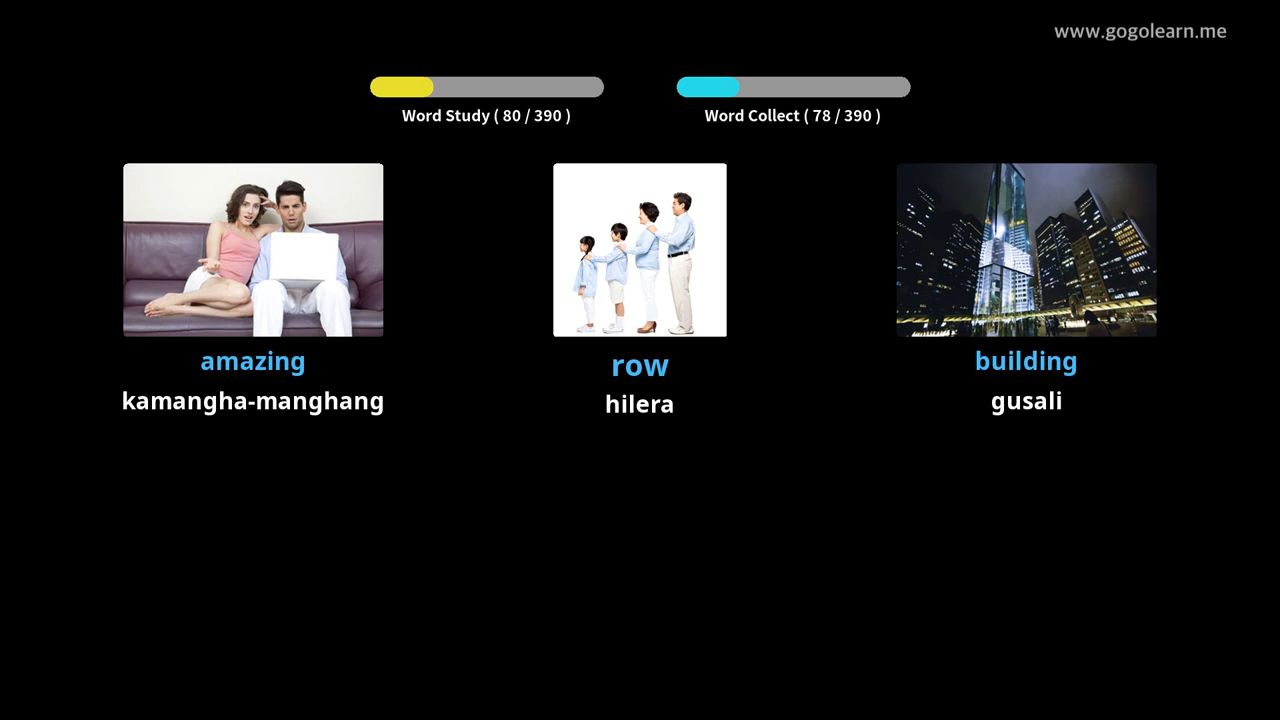 www.gogolearn.me
Word Study ( 80 / 390 )
Word Collect ( 78 / 390 )
amazing
kamangha-manghang
row
hilera
building
gusali